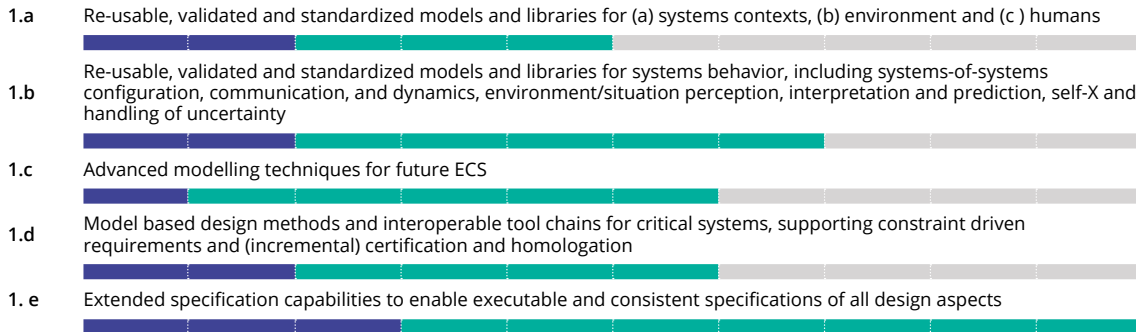 1.a Re-usable, validated and standardized models and libraries for (a) systems contexts, (b) environment and (c ) humans
Re-usable, validated and standardized models and libraries for systems behavior, including systems-of-systems
1.b configuration, communication, and dynamics, environment/situation perception, interpretation and prediction, self-X and
handling of uncertainty
1.c Advanced modelling techniques for future ECS
1.d Model based design methods and interoperable tool chains for critical systems, supporting constraint driven
requirements and (incremental) certification and homologation
1. e Extended specification capabilities to enable executable and consistent specifications of all design aspects